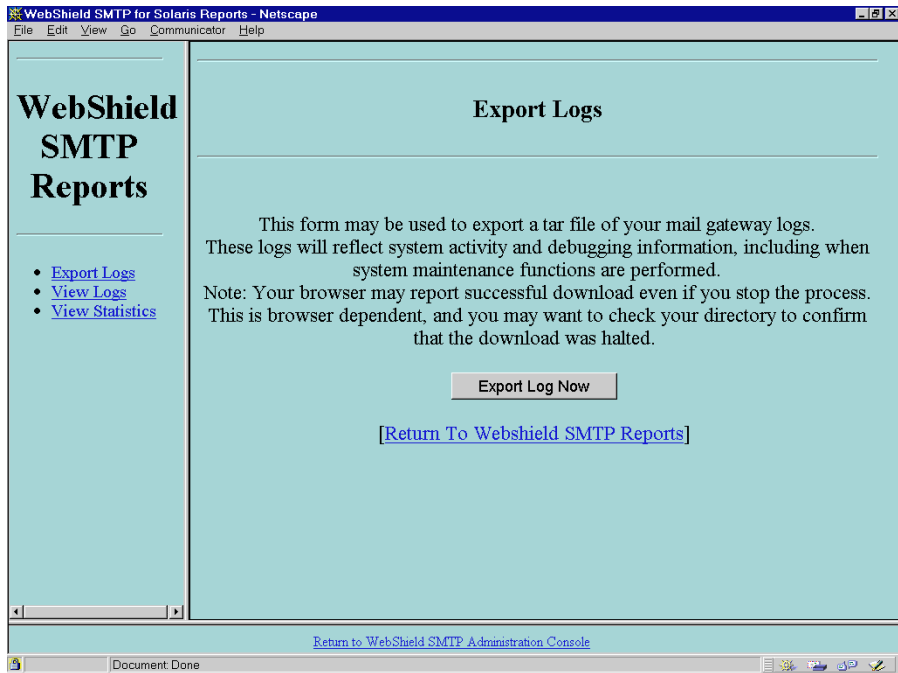 WebShield SMTP for Solaris Reports - Netscape
File Edit View Go Communicator Help
WebShield
SMTP
Reports
Export Logs
View Logs
View Statistics
Export Logs
This form may be used to export a tar file of your mail gateway logs.
These logs will reflect system activity and debugging information, including when
system maintenance functions are performed.
Note: Your browser may report successful download even if you stop the process.
This is browser dependent, and you may want to check your directory to confirm
that the download was halted.
Export Log Now
[Return To Webshield SMTP Reports]
Return to WebShield SMTP Administration Console
Document: Done